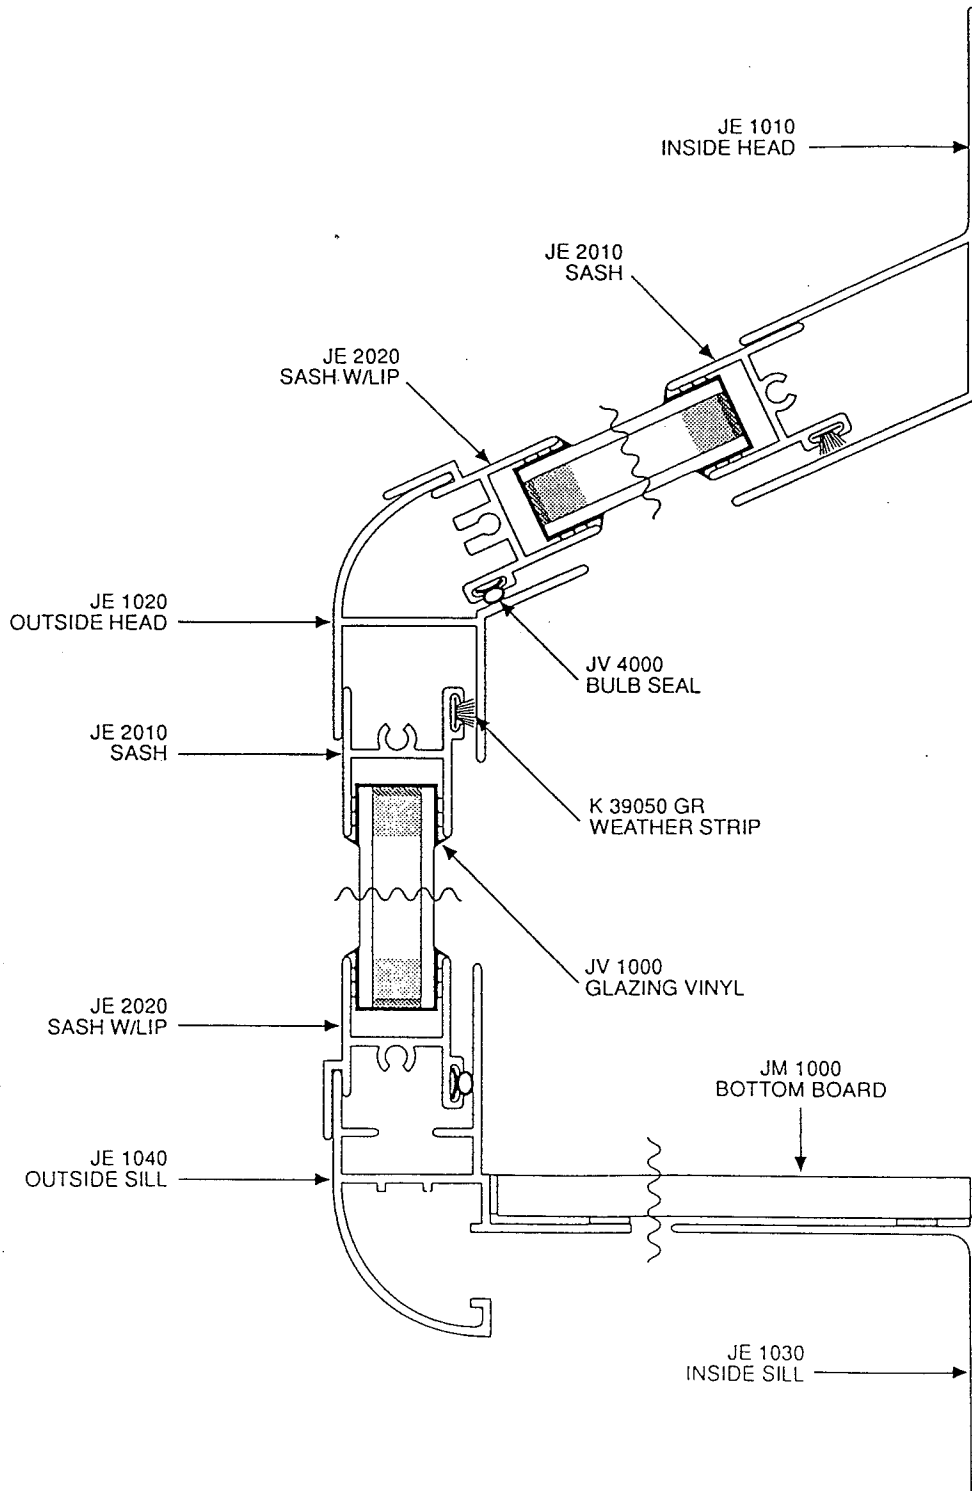 JE 1010
INSIDE HEAD
JE 2010
SASH
JE 2020
SASH W/LIP
JE 1020
OUTSIDE HEAD
JV 4000
BULB SEAL
JE 2010
SASH
K 39050 GR
WEATHER STRIP
JV 1000
GLAZING VINYL
JE 2020
SASH W/LIP
JM 1000
BOTTOM BOARD
JE 1040
OUTSIDE SILL
JE 1030
INSIDE SILL